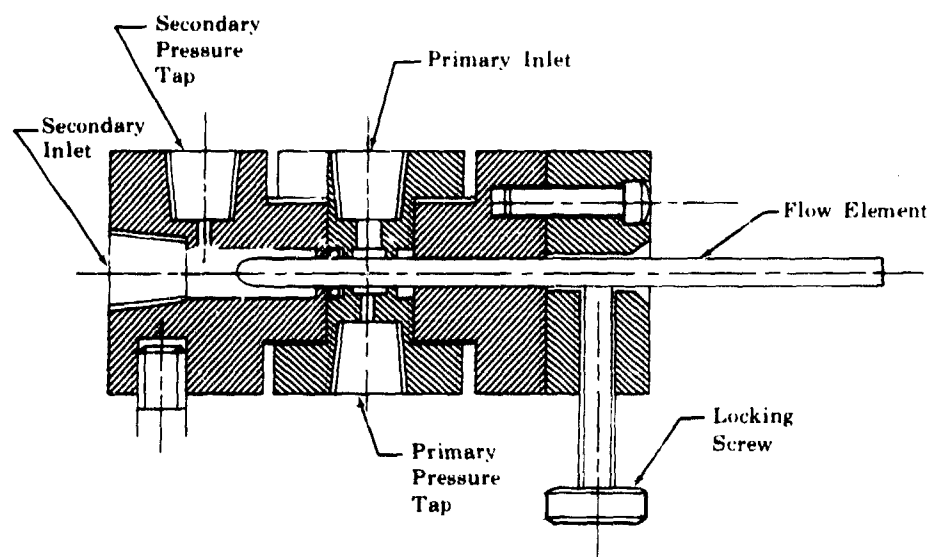 Secondary
Pressure
Tap
Primary Inlet
Secondary
Inlet
Flow Element
Locking
Screw
Primary
Pressure
Tap